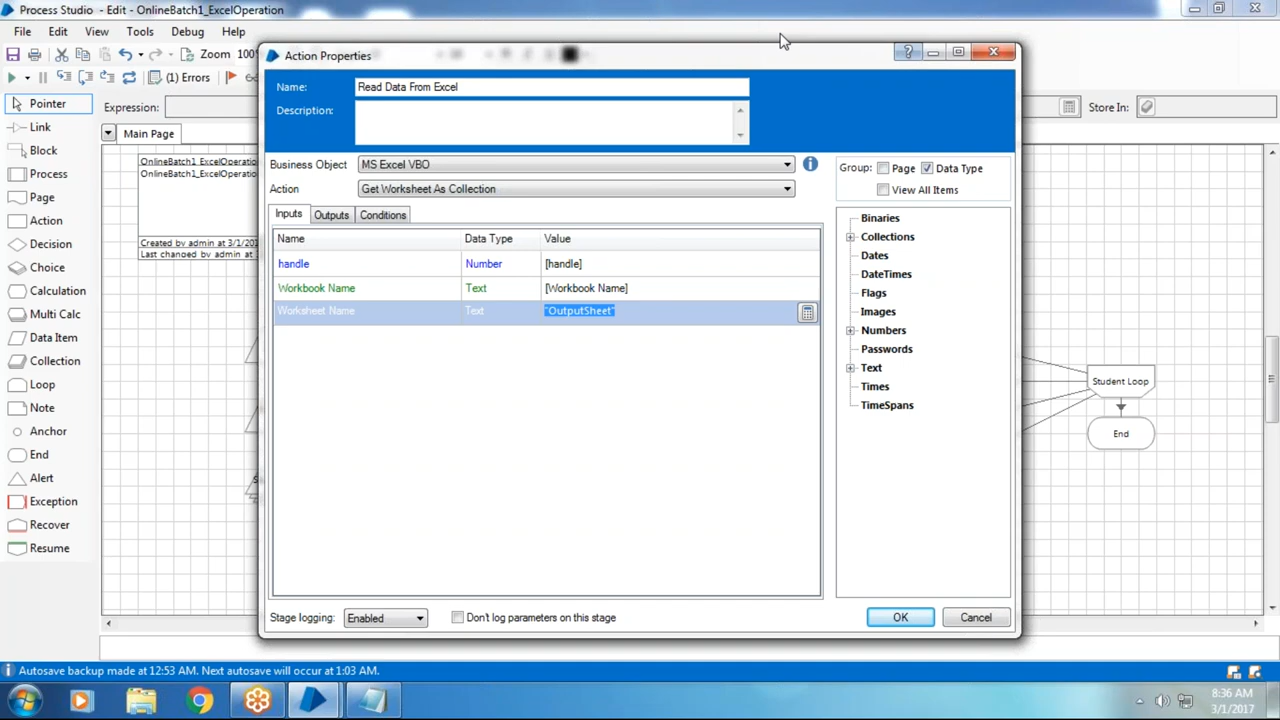 Process Studio - Edit - OnlineBatch1_ExcelOperation
File Edit View Tools Debug Help
Zoom 100%
(1) Errors
Pointer
Expression:
Store In:
Link
Main Page
Block
OnlineBatch1_ExcelOperation
OnlineBatch1_ExcelOperation
Process
Page
Action
Decision
Created by admin at 3/1/201
Last changed by admin at
Choice
Calculation
Multi Calc
Data Item
Collection
Loop
Note
Anchor
End
Alert
Exception
Recover
Resume
Student Loop
End
Action Properties
Name: Read Data From Excel
Description:
Business Object MS Excel VBO
Action Get Worksheet As Collection
Inputs Outputs Conditions
Name Data Type Value
handle Number [handle]
Workbook Name Text [Workbook Name]
Worksheet Name Text "OutputSheet"
Group: Page Data Type
View All Items
Binaries
Collections
Dates
DateTimes
Flags
Images
Numbers
Passwords
Text
Times
TimeSpans
Stage logging: Enabled Don't log parameters on this stage
OK Cancel
Autosave backup made at 12:53 AM. Next autosave will occur at 1:03 AM.
8:36 AM
3/1/2017